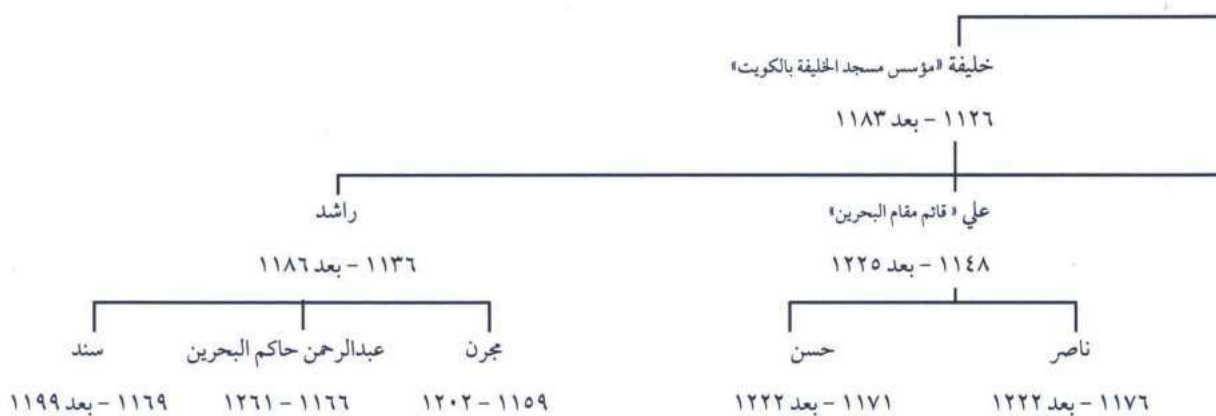 خليفة «مؤسس مسجد الخليفة بالكويت»
١١٢٦ – بعد ١١٨٣
علي «قائم مقام البحرين»
راشد
١١٤٨ – بعد ١٢٢٥
١١٣٦ – بعد ١١٨٦
ناصر
حسن
مجرن
عبدالرحمن حاكم البحرين
سند
١١٧٦ – بعد ١٢٢٢
١١٧١ – بعد ١٢٢٢
١١٥٩ – ١٢٠٢
١١٦٦ – ١٢٦١
١١٦٩ – بعد ١١٩٩